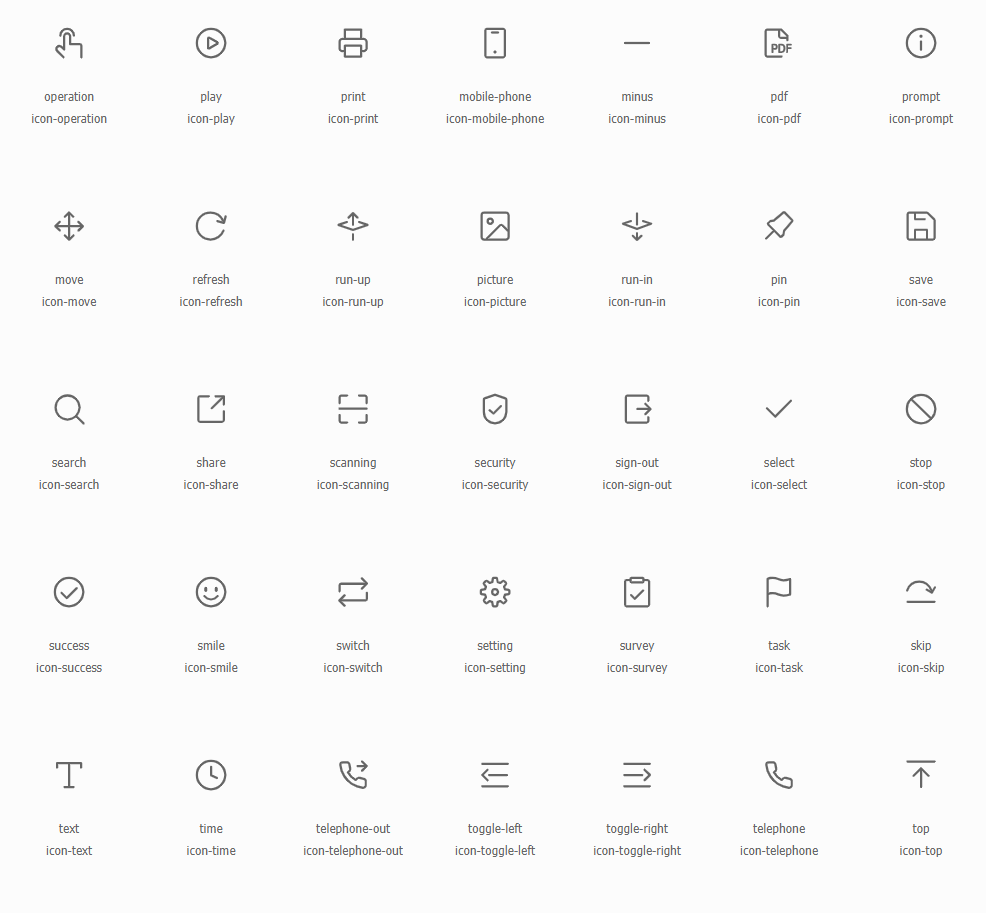 PDF
operation play print mobile-phone minus pdf prompt
icon-operation icon-play icon-print icon-mobile-phone icon-minus icon-pdf icon-prompt
move refresh run-up picture run-in pin save
icon-move icon-refresh icon-run-up icon-picture icon-run-in icon-pin icon-save
search share scanning security sign-out select stop
icon-search icon-share icon-scanning icon-security icon-sign-out icon-select icon-stop
success smile switch setting survey task skip
icon-success icon-smile icon-switch icon-setting icon-survey icon-task icon-skip
text time telephone-out toggle-left toggle-right telephone top
icon-text icon-time icon-telephone-out icon-toggle-left icon-toggle-right icon-telephone icon-top